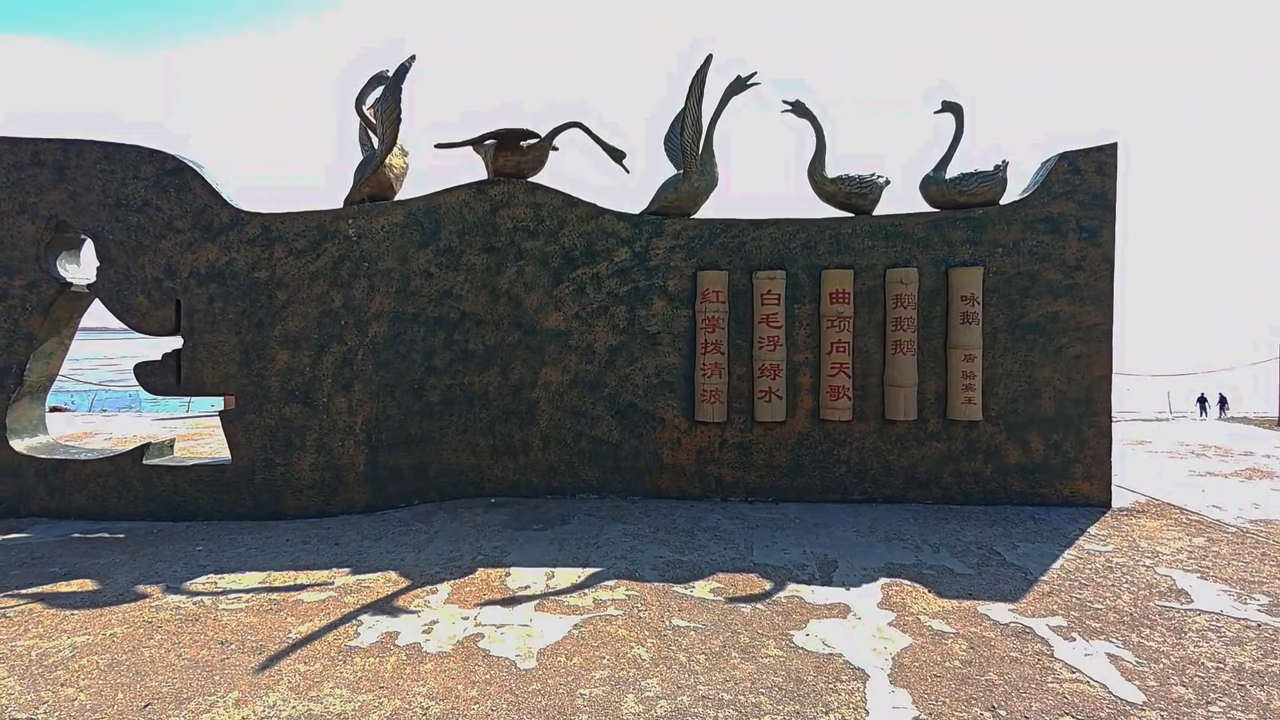 咏鹅
唐 骆宾王
鹅鹅鹅
曲项向天歌
白毛浮绿水
红掌拨清波